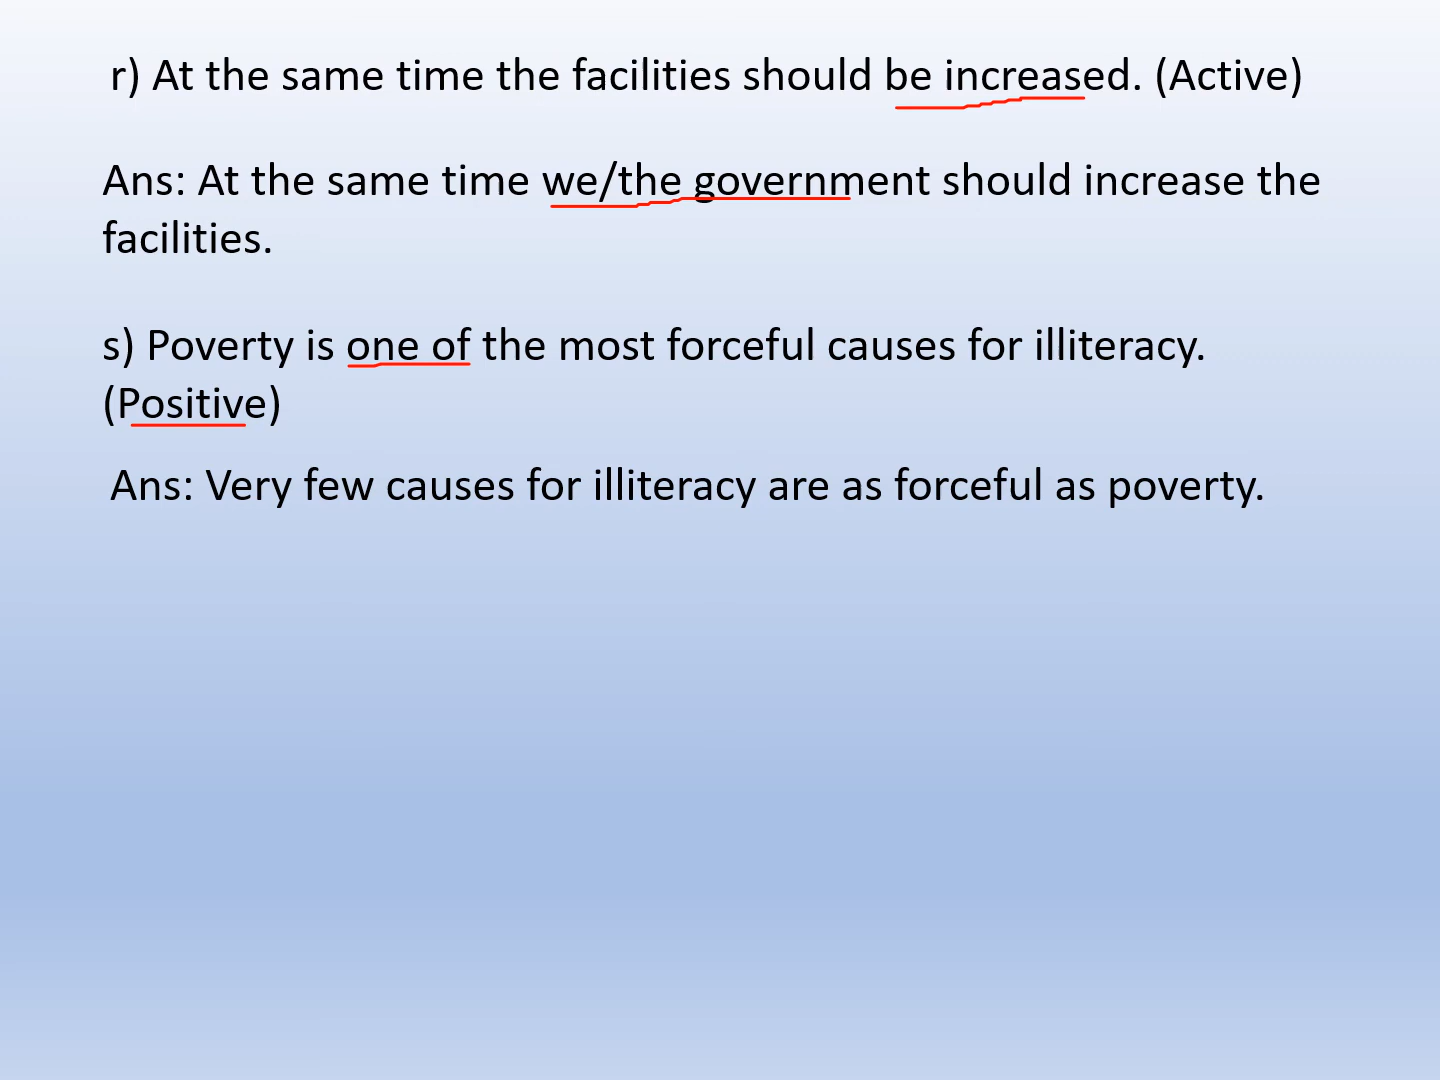 r) At the same time the facilities should be increased. (Active)
Ans: At the same time we/the government should increase the
facilities.
s) Poverty is one of the most forceful causes for illiteracy.
(Positive)
Ans: Very few causes for illiteracy are as forceful as poverty.